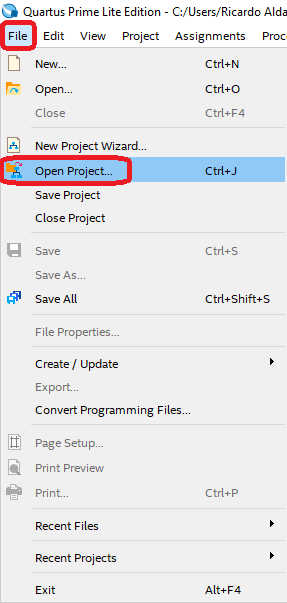 Quartus Prime Lite Edition - C:/Users/Ricardo Alda
File Edit View Project Assignments Proce
New... Ctrl+N
Open... Ctrl+O
Close Ctrl+F4
New Project Wizard...
Open Project... Ctrl+J
Save Project
Close Project
Save Ctrl+S
Save As...
Save All Ctrl+Shift+S
File Properties...
Create / Update
Export...
Convert Programming Files...
Page Setup...
Print Preview
Print... Ctrl+P
Recent Files
Recent Projects
Exit Alt+F4